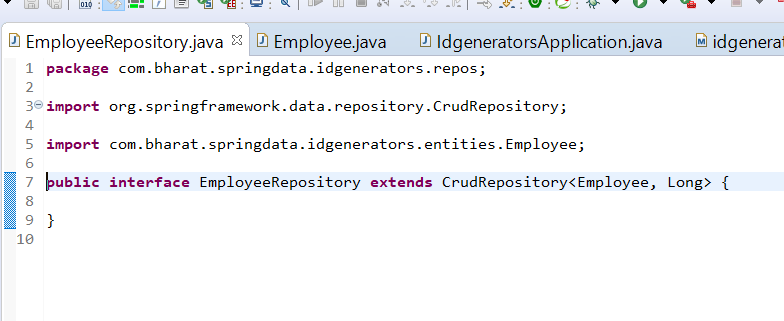 EmployeeRepository.java Employee.java IdgeneratorsApplication.java idgenerat
1 package com.bharat.springdata.idgenerators.repos;
2
3 import org.springframework.data.repository.CrudRepository;
4
5 import com.bharat.springdata.idgenerators.entities.Employee;
6
7 public interface EmployeeRepository extends CrudRepository<Employee, Long> {
8
9 }
10